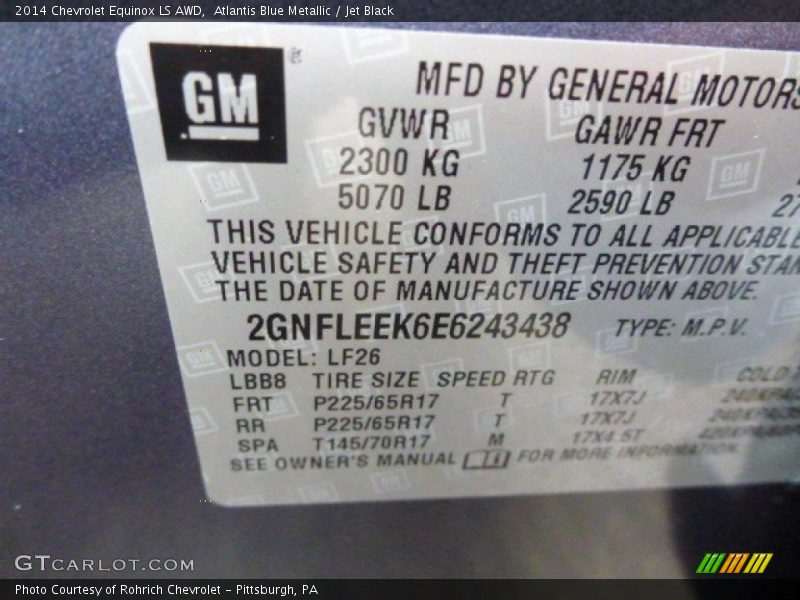 2014 Chevrolet Equinox LS AWD,  Atlantis Blue Metallic / Jet Black
GM
MFD BY GENERAL MOTORS
GVWR GAWR FRT
2300 KG 1175 KG
5070 LB 2590 LB 27
THIS VEHICLE CONFORMS TO ALL APPLICABLE
VEHICLE SAFETY AND THEFT PREVENTION STAN
THE DATE OF MANUFACTURE SHOWN ABOVE.
2GNFLEEK6E6243438 TYPE: M.P.V.
MODEL: LF26
LBB8 TIRE SIZE SPEED RTG RIM COLD
FRT P225/65R17 T 17X7J
RR P225/65R17 T 17X7J
SPA T145/70R17 M 17X4.5T
SEE OWNER'S MANUAL FOR MORE INFORMATION
GTCARLOT.COM
Photo Courtesy of Rohrich Chevrolet – Pittsburgh, PA